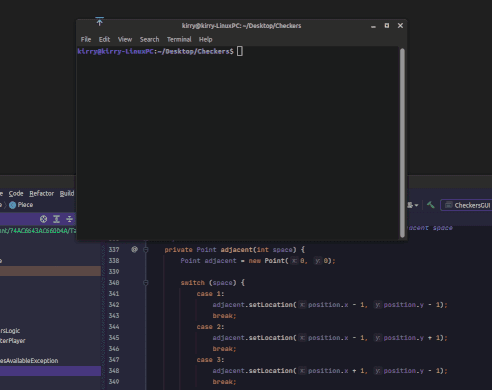 kirry@kirry-LinuxPC: ~/Desktop/Checkers
File Edit View Search Terminal Help
kirry@kirry-LinuxPC:~/Desktop/Checkers$
Code Refactor Build
Piece
CheckersGUI
acent space
337 @ private Point adjacent(int space) {
338 Point adjacent = new Point( x: 0, y: 0);
339
340 switch (space) {
341 case 1:
342 adjacent.setLocation( x: position.x - 1, y: position.y - 1);
343 break;
344 case 2:
345 adjacent.setLocation( x: position.x - 1, y: position.y + 1);
rsLogic
346 break;
terPlayer
347 case 3:
esAvailableException
348 adjacent.setLocation( x: position.x + 1, y: position.y - 1);
349 break;